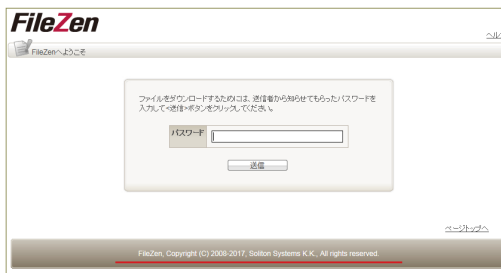 FileZen
ヘル
FileZenへようこそ
ファイルをダウンロードするためには、送信者から知らせてもらったパスワードを
入力して<送信>ボタンをクリックしてください。
パスワード
送信
ページトップへ
FileZen, Copyright (C) 2008-2017, Soliton Systems K.K., All rights reserved.